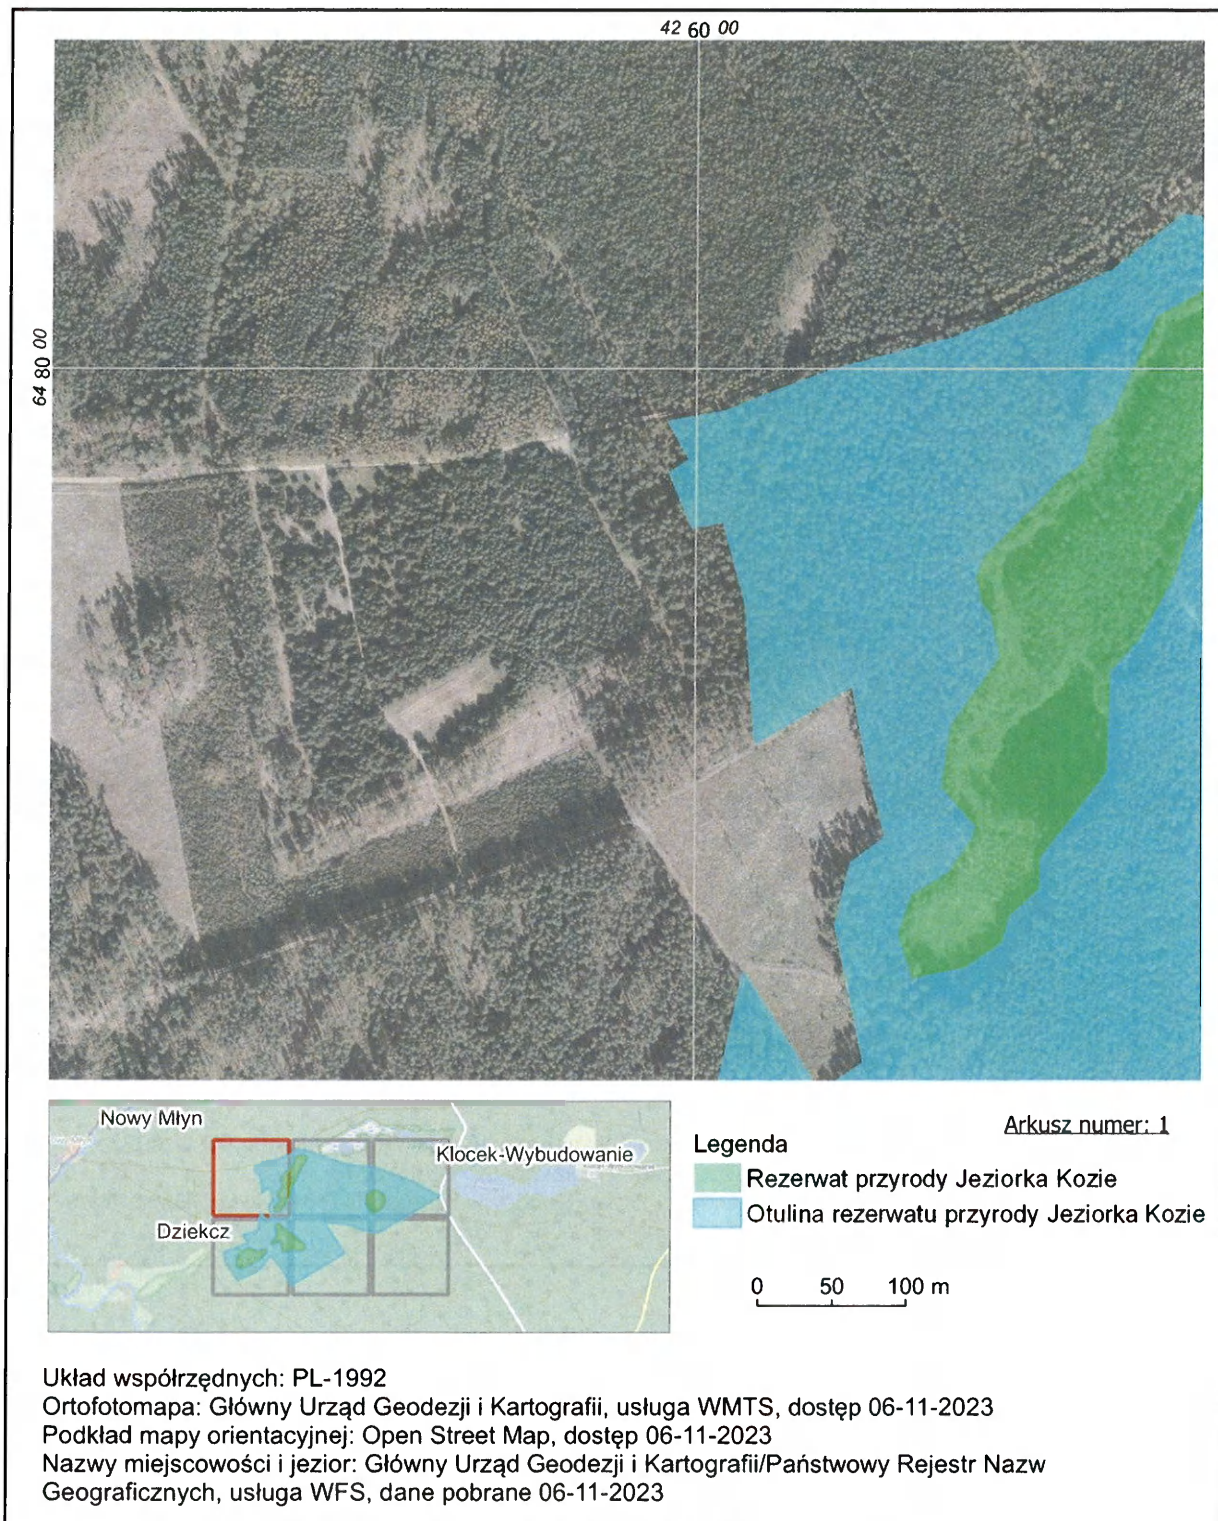 42 60 00
64 80 00
Nowy Młyn
Klocek-Wybudowanie
Dziekcz
Arkusz numer: 1
Legenda
Rezerwat przyrody Jeziorka Kozie
Otulina rezerwatu przyrody Jeziorka Kozie
0 50 100 m
Układ współrzędnych: PL-1992
Ortofotomapa: Główny Urząd Geodezji i Kartografii, usługa WMTS, dostęp 06-11-2023
Podkład mapy orientacyjnej: Open Street Map, dostęp 06-11-2023
Nazwy miejscowości i jezior: Główny Urząd Geodezji i Kartografii/Państwowy Rejestr Nazw
Geograficznych, usługa WFS, dane pobrane 06-11-2023